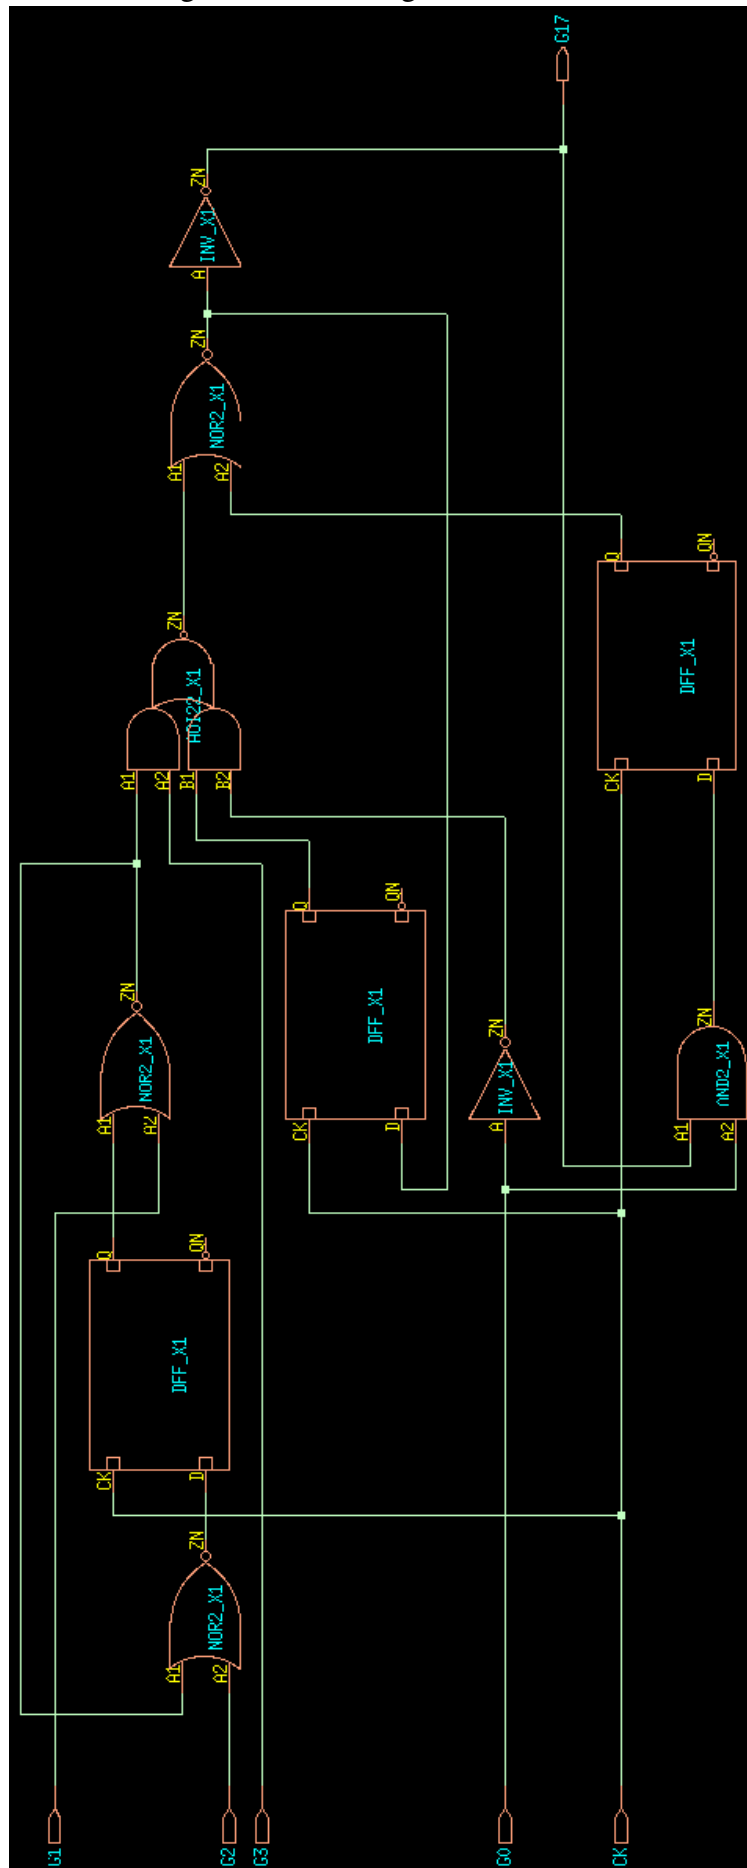 G17
ZN
INV_X1
A
ZN
NOR2_X1
A1
A2
Q
QN
DFF_X1
CK
D
ZN
AOI22_X1
A1
A2
B1
B2
Q
QN
DFF_X1
CK
D
ZN
NOR2_X1
A1
A2
ZN
INV_X1
A
ZN
AND2_X1
A1
A2
Q
QN
DFF_X1
CK
D
ZN
NOR2_X1
A1
A2
G1
G2
G3
G0
CK